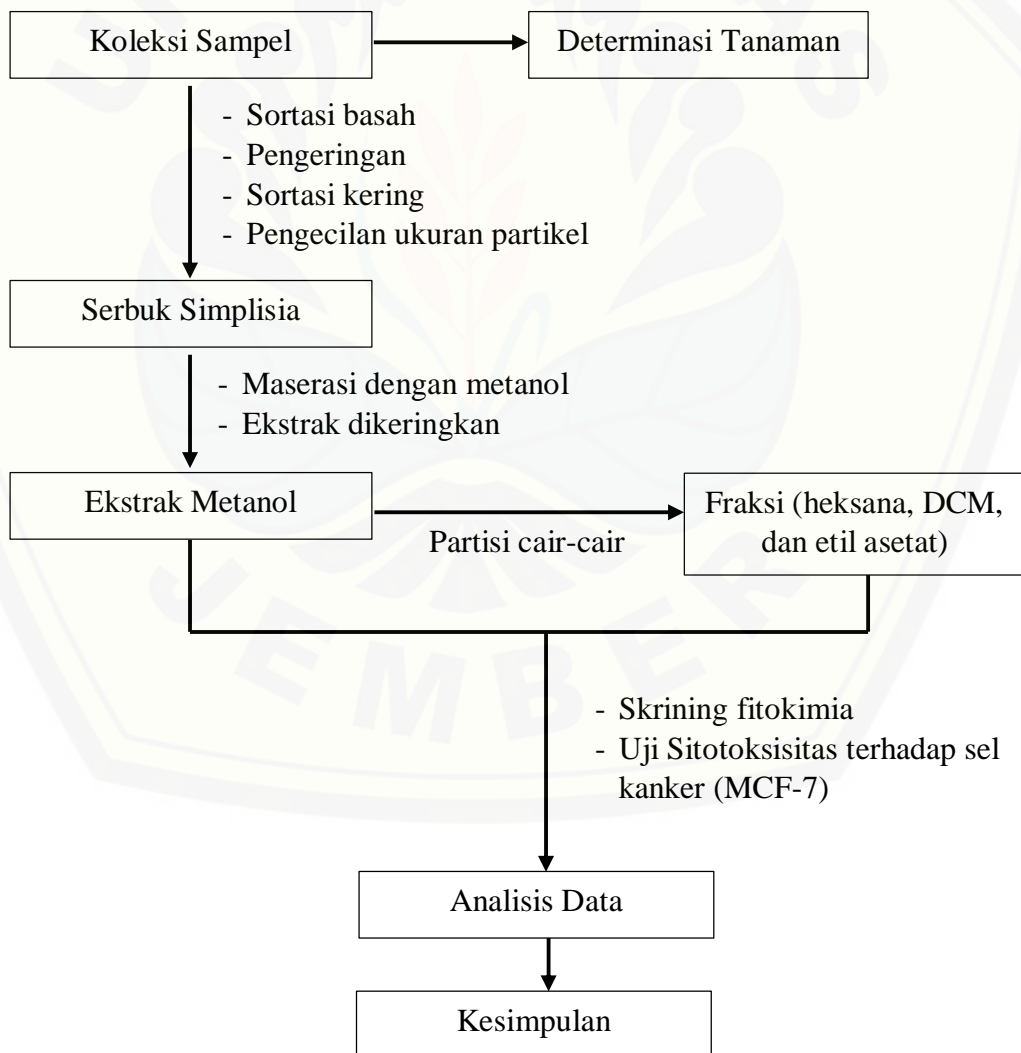 Koleksi Sampel
Determinasi Tanaman
- Sortasi basah
- Pengeringan
- Sortasi kering
- Pengecilan ukuran partikel
Serbuk Simplisia
- Maserasi dengan metanol
- Ekstrak dikeringkan
Ekstrak Metanol
Partisi cair-cair
Fraksi (heksana, DCM,
dan etil asetat)
- Skrining fitokimia
- Uji Sitotoksisitas terhadap sel
kanker (MCF-7)
Analisis Data
Kesimpulan
JEMBER